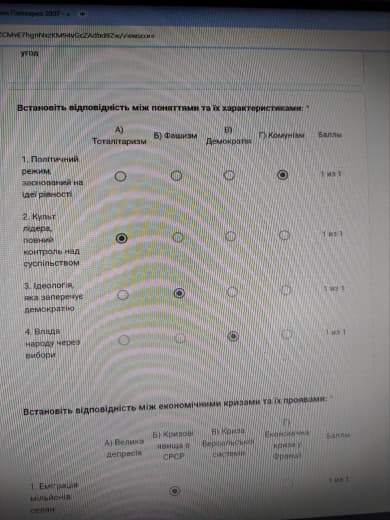 угод
Встановіть відповідність між поняттями та їх характеристиками: *
А) Тоталітаризм
Б) Фашизм
В) Демократія
Г) Комунізм
Баллы
1. Політичний
режим,
заснований на
ідеї рівності
1 из 1
2. Культ
лідера,
повний
контроль над
суспільством
1 из 1
3. Ідеологія,
яка заперечує
демократію
1 из 1
4. Влада
народу через
вибори
1 из 1
Встановіть відповідність між економічними кризами та їх проявами: *
А) Велика
депресія
Б) Кризові
явища в
СРСР
В) Криза
Версальської
системи
Г)
Економічна
криза у
Франції
Баллы
1. Еміграція
мільйонів
селян
1 из 1